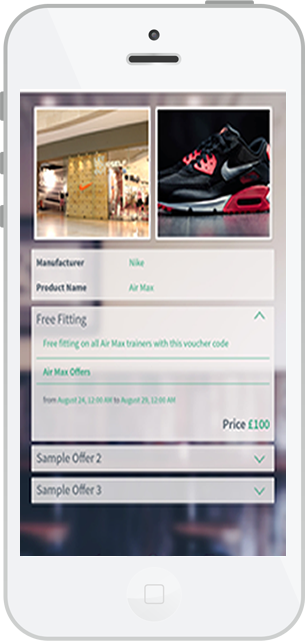 Manufacturer Nike
Product Name Air Max
Free Fitting
Free fitting on all Air Max trainers with this voucher code
Air Max Offers
from August 24, 12:00 AM to August 29, 12:00 AM
Price £100
Sample Offer 2
Sample Offer 3